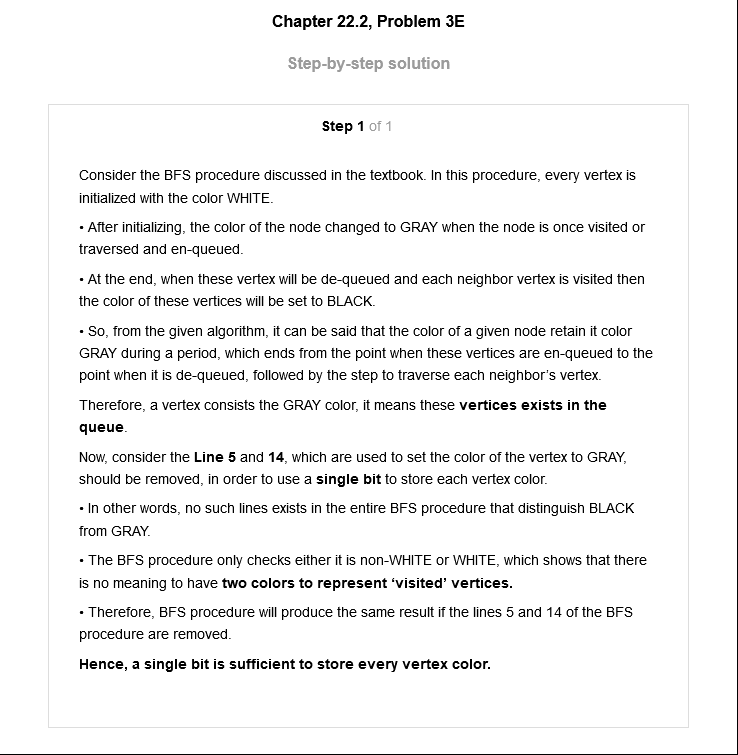 Chapter 22.2, Problem 3E
Step-by-step solution
Step 1 of 1
Consider the BFS procedure discussed in the textbook. In this procedure, every vertex is
initialized with the color WHITE.
• After initializing, the color of the node changed to GRAY when the node is once visited or
traversed and en-queued.
• At the end, when these vertex will be de-queued and each neighbor vertex is visited then
the color of these vertices will be set to BLACK.
• So, from the given algorithm, it can be said that the color of a given node retain it color
GRAY during a period, which ends from the point when these vertices are en-queued to the
point when it is de-queued, followed by the step to traverse each neighbor’s vertex.
Therefore, a vertex consists the GRAY color, it means these vertices exists in the
queue.
Now, consider the Line 5 and 14, which are used to set the color of the vertex to GRAY,
should be removed, in order to use a single bit to store each vertex color.
• In other words, no such lines exists in the entire BFS procedure that distinguish BLACK
from GRAY.
• The BFS procedure only checks either it is non-WHITE or WHITE, which shows that there
is no meaning to have two colors to represent ‘visited’ vertices.
• Therefore, BFS procedure will produce the same result if the lines 5 and 14 of the BFS
procedure are removed.
Hence, a single bit is sufficient to store every vertex color.